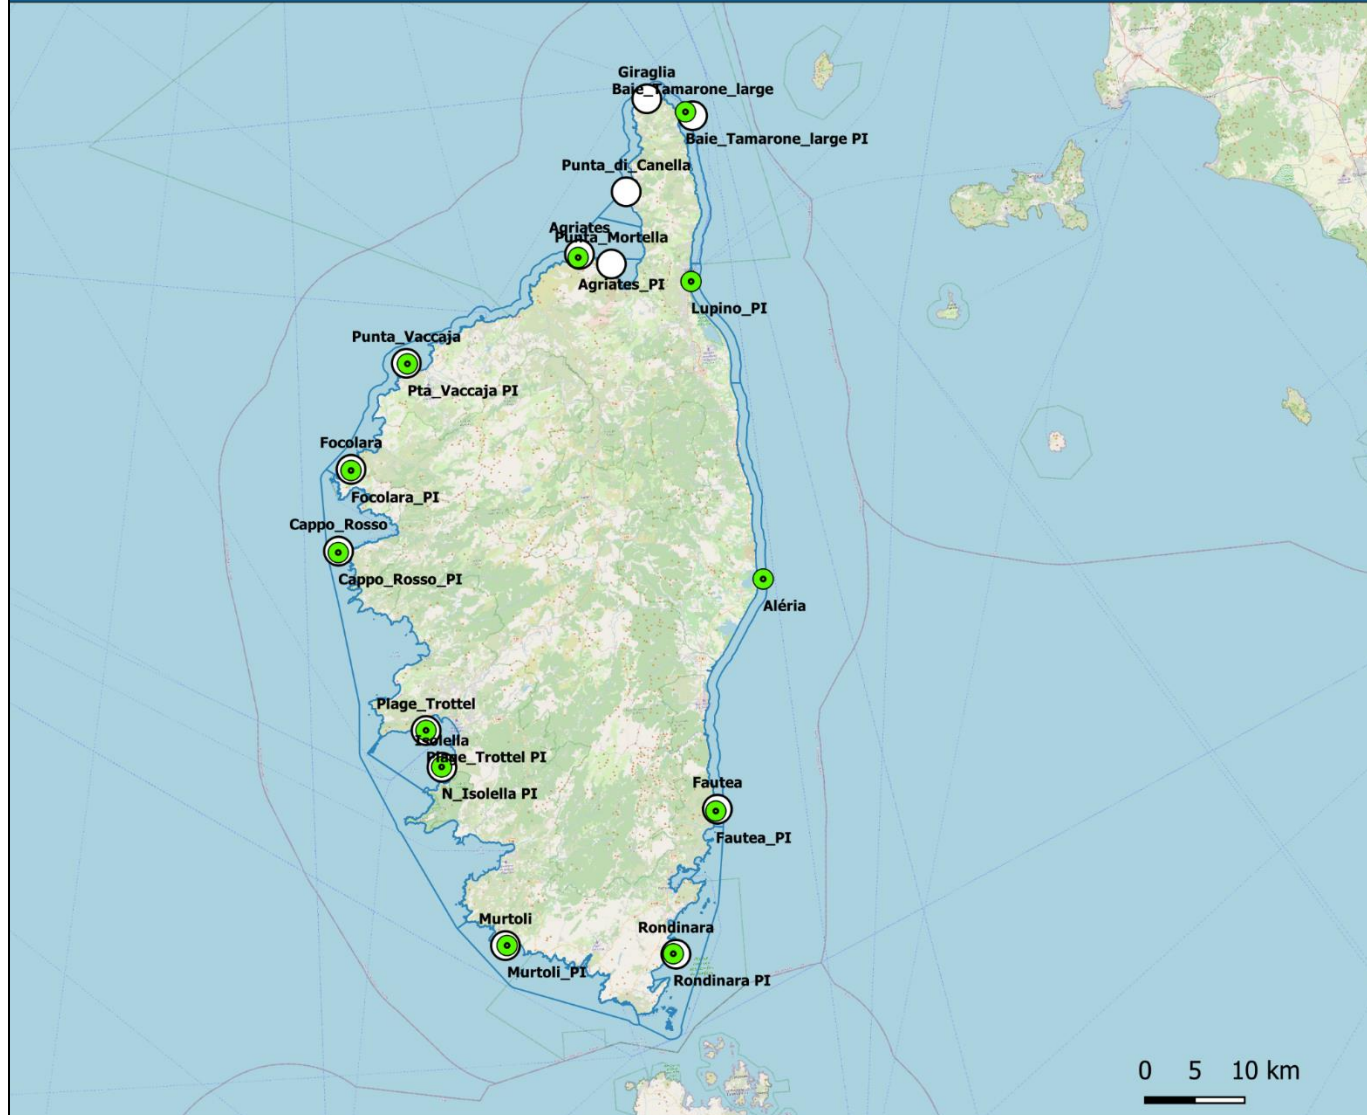 Giraglia
Baie_Tamarone_large
Baie_Tamarone_large PI
Punta_di_Canella
Agriates
Punta_Mortella
Agriates_PI
Lupino_PI
Punta_Vaccaja
Pta_Vaccaja PI
Focolara
Focolara_PI
Cappo_Rosso
Cappo_Rosso_PI
Aléria
Plage_Trottel
Isolella
Plage_Trottel PI
N_Isolella PI
Fautea
Fautea_PI
Murtoli
Murtoli_PI
Rondinara
Rondinara PI
0 5 10 km